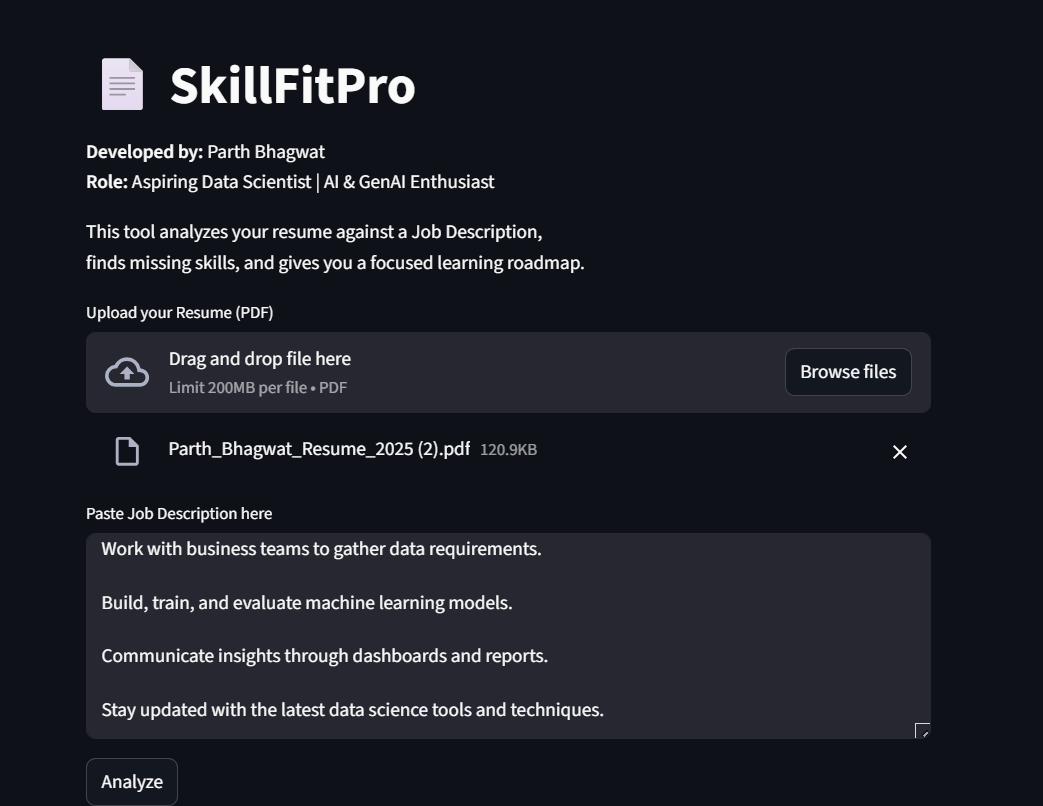 SkillFitPro
Developed by: Parth Bhagwat
Role: Aspiring Data Scientist | AI & GenAI Enthusiast
This tool analyzes your resume against a Job Description,
finds missing skills, and gives you a focused learning roadmap.
Upload your Resume (PDF)
Drag and drop file here
Limit 200MB per file • PDF
Browse files
Parth_Bhagwat_Resume_2025 (2).pdf 120.9KB
Paste Job Description here
Work with business teams to gather data requirements.
Build, train, and evaluate machine learning models.
Communicate insights through dashboards and reports.
Stay updated with the latest data science tools and techniques.
Analyze